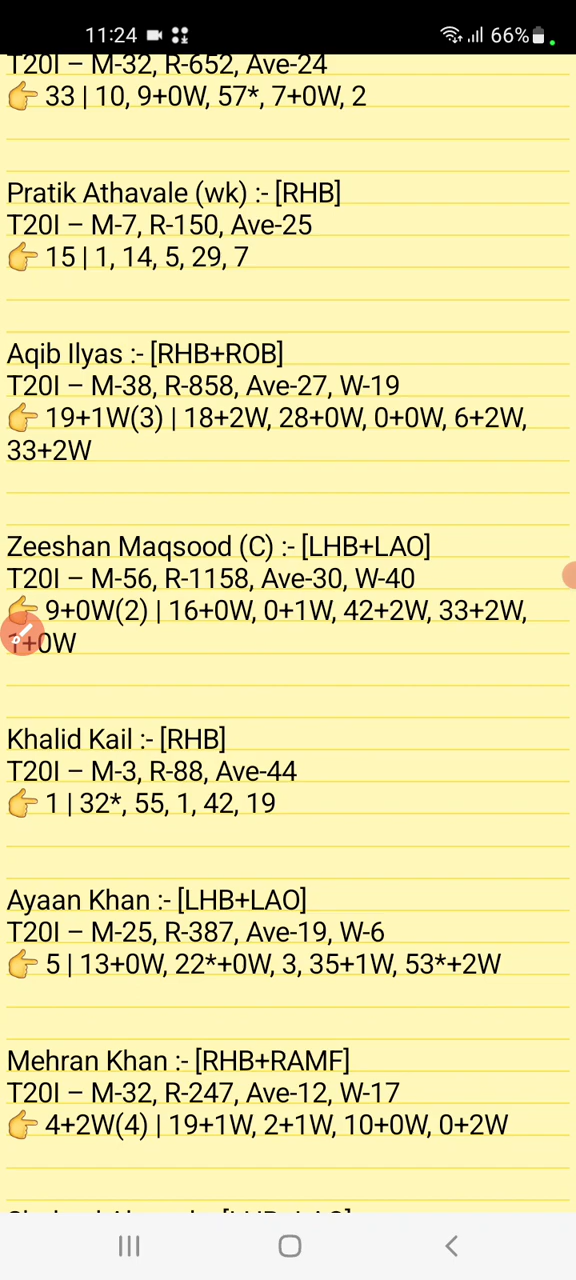 11:24 66%
T20I – M-32, R-652, Ave-24
👉 33 | 10, 9+0W, 57*, 7+0W, 2
Pratik Athavale (wk) :- [RHB]
T20I – M-7, R-150, Ave-25
👉 15 | 1, 14, 5, 29, 7
Aqib Ilyas :- [RHB+ROB]
T20I – M-38, R-858, Ave-27, W-19
👉 19+1W(3) | 18+2W, 28+0W, 0+0W, 6+2W,
33+2W
Zeeshan Maqsood (C) :- [LHB+LAO]
T20I – M-56, R-1158, Ave-30, W-40
👉 9+0W(2) | 16+0W, 0+1W, 42+2W, 33+2W,
+0W
Khalid Kail :- [RHB]
T20I – M-3, R-88, Ave-44
👉 1 | 32*, 55, 1, 42, 19
Ayaan Khan :- [LHB+LAO]
T20I – M-25, R-387, Ave-19, W-6
👉 5 | 13+0W, 22*+0W, 3, 35+1W, 53*+2W
Mehran Khan :- [RHB+RAMF]
T20I – M-32, R-247, Ave-12, W-17
👉 4+2W(4) | 19+1W, 2+1W, 10+0W, 0+2W